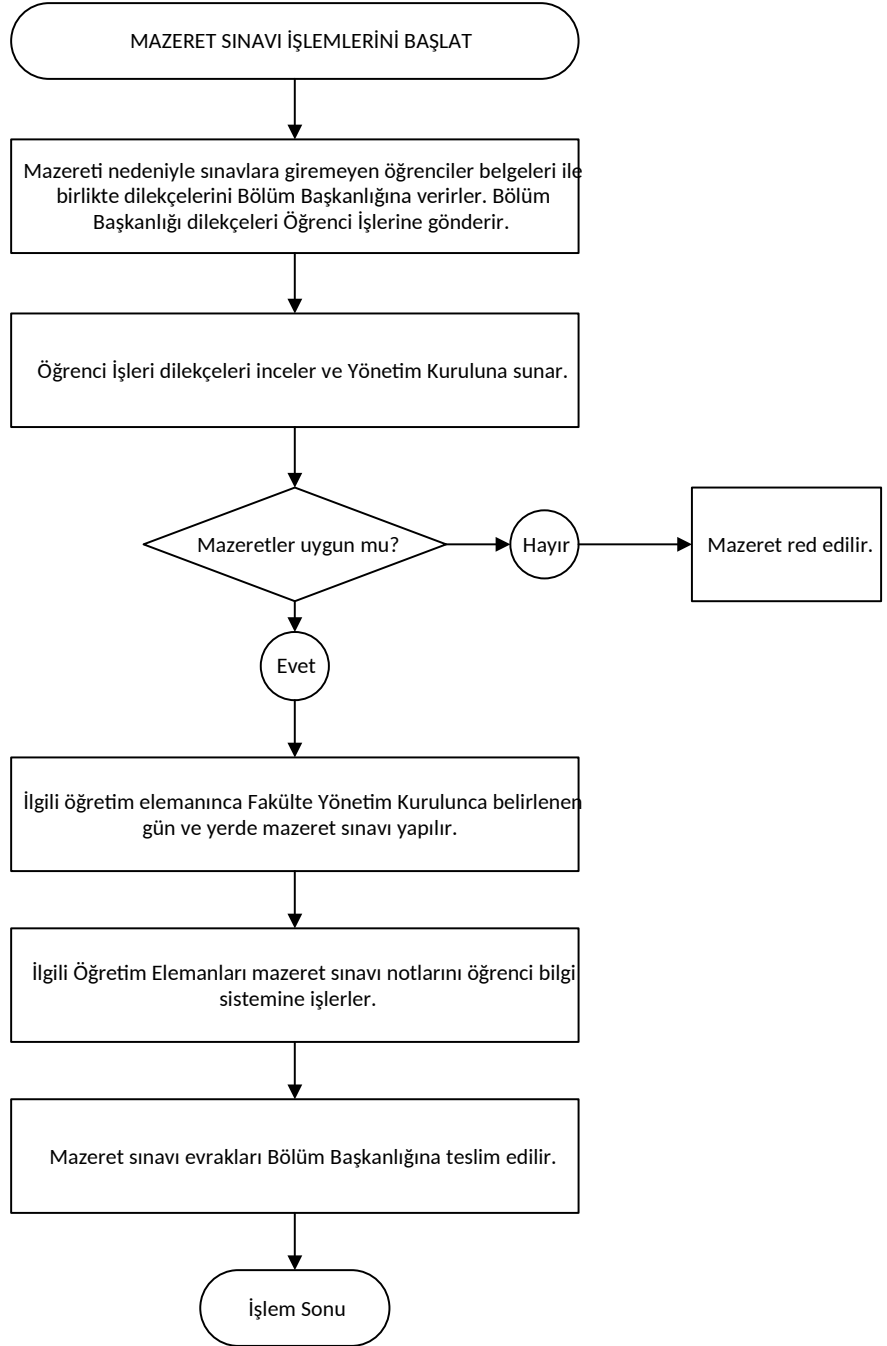 MAZERET SINAVI İŞLEMLERİNİ BAŞLAT
Mazereti nedeniyle sınavlara giremeyen öğrenciler belgeleri ile
birlikte dilekçelerini Bölüm Başkanlığına verirler. Bölüm
Başkanlığı dilekçeleri Öğrenci İşlerine gönderir.
Öğrenci İşleri dilekçeleri inceler ve Yönetim Kuruluna sunar.
Mazeretler uygun mu?
Hayır
Mazeret red edilir.
Evet
İlgili öğretim elemanınca Fakülte Yönetim Kurulunca belirlenen
gün ve yerde mazeret sınavı yapılır.
İlgili Öğretim Elemanları mazeret sınavı notlarını öğrenci bilgi
sistemine işlerler.
Mazeret sınavı evrakları Bölüm Başkanlığına teslim edilir.
İşlem Sonu